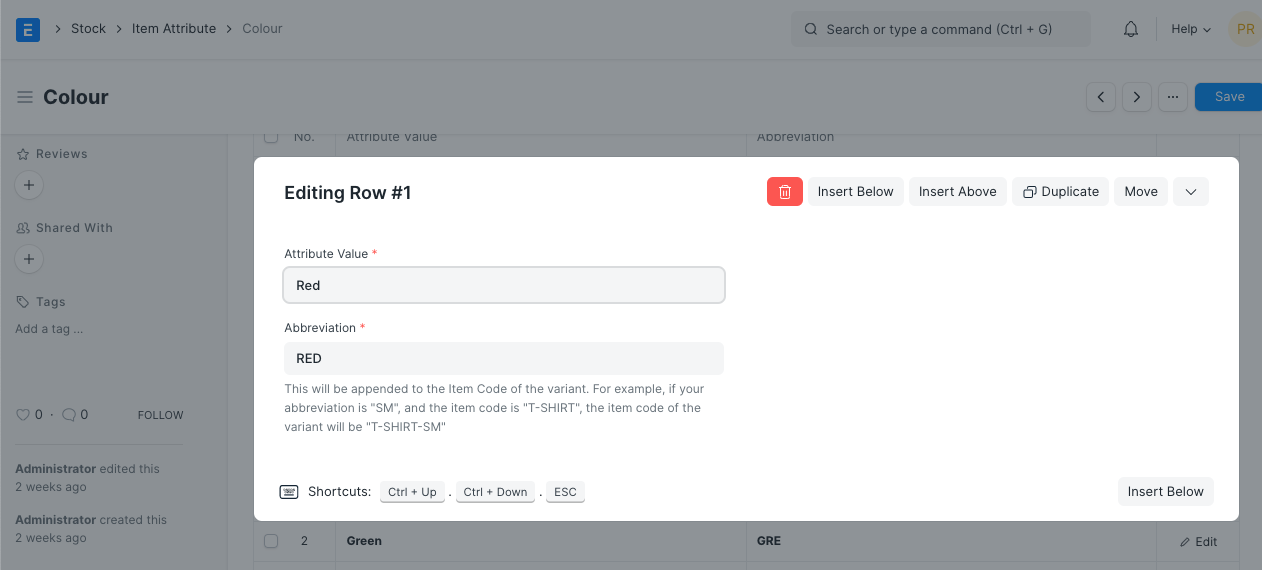 E > Stock > Item Attribute > Colour
Search or type a command (Ctrl + G)
Help
PR
Colour
...
Save
No. Attribute Value Abbreviation
Reviews
+
Shared With
+
Tags
Add a tag ...
0 · 0 FOLLOW
Administrator edited this
2 weeks ago
Administrator created this
2 weeks ago
Editing Row #1
Insert Below Insert Above Duplicate Move
Attribute Value *
Red
Abbreviation *
RED
This will be appended to the Item Code of the variant. For example, if your
abbreviation is "SM", and the item code is "T-SHIRT", the item code of the
variant will be "T-SHIRT-SM"
Shortcuts: Ctrl + Up . Ctrl + Down . ESC
Insert Below
2 Green GRE Edit